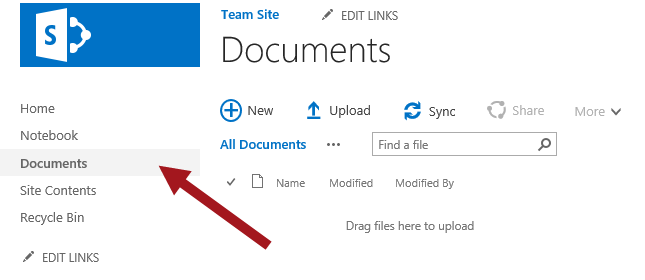 S
Team Site EDIT LINKS
Documents
Home
Notebook
Documents
Site Contents
Recycle Bin
EDIT LINKS
New Upload Sync Share More
All Documents ••• Find a file
Name Modified Modified By
Drag files here to upload